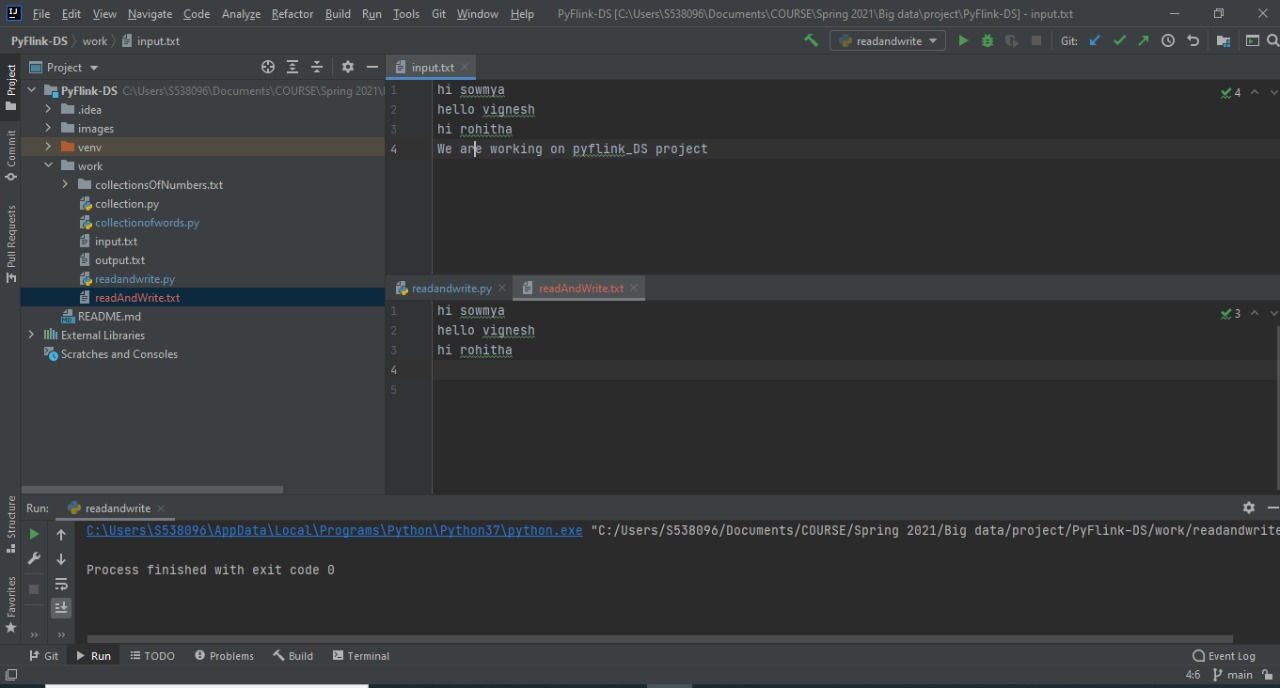 File Edit View Navigate Code Analyze Refactor Build Run Tools Git Window Help PyFlink-DS [C:\Users\S538096\Documents\COURSE\Spring 2021\Big data\project\PyFlink-DS] - input.txt
PyFlink-DS work input.txt
readandwrite Git:
Project
input.txt
PyFlink-DS C:\Users\S538096\Documents\COURSE\Spring 2021\
.idea
images
venv
work
collectionsOfNumbers.txt
collection.py
collectionofwords.py
input.txt
output.txt
readandwrite.py
readAndWrite.txt
README.md
External Libraries
Scratches and Consoles
1 hi sowmya
2 hello vignesh
3 hi rohitha
4 We are working on pyflink_DS project
4
readandwrite.py readAndWrite.txt
1 hi sowmya
2 hello vignesh
3 hi rohitha
4
5
3
Project
Commit
Pull Requests
Structure
Favorites
Run: readandwrite
C:\Users\S538096\AppData\Local\Programs\Python\Python37\python.exe "C:/Users/S538096/Documents/COURSE/Spring 2021/Big data/project/PyFlink-DS/work/readandwrite
Process finished with exit code 0
Git Run TODO Problems Build Terminal Event Log
4:6 main